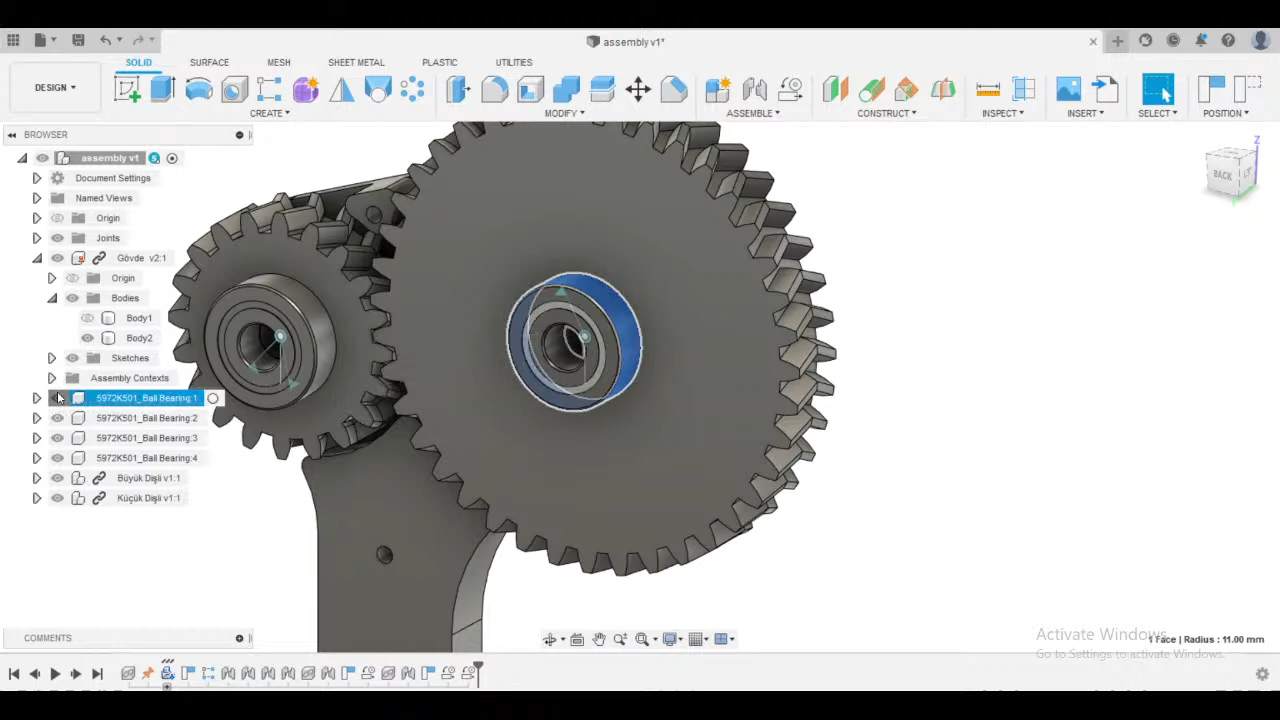 assembly v1*
SOLID SURFACE MESH SHEET METAL PLASTIC UTILITIES
DESIGN
CREATE MODIFY ASSEMBLE CONSTRUCT INSPECT INSERT SELECT POSITION
BROWSER
assembly v1
Document Settings
Named Views
Origin
Joints
Gövde v2:1
Origin
Bodies
Body1
Body2
Sketches
Assembly Contexts
5972K501_Ball Bearing:1
5972K501_Ball Bearing:2
5972K501_Ball Bearing:3
5972K501_Ball Bearing:4
Büyük Dişli v1:1
Küçük Dişli v1:1
Z
BACK
COMMENTS
Activate Windows
Go to Settings to activate Windows.
1 Face | Radius : 11.00 mm